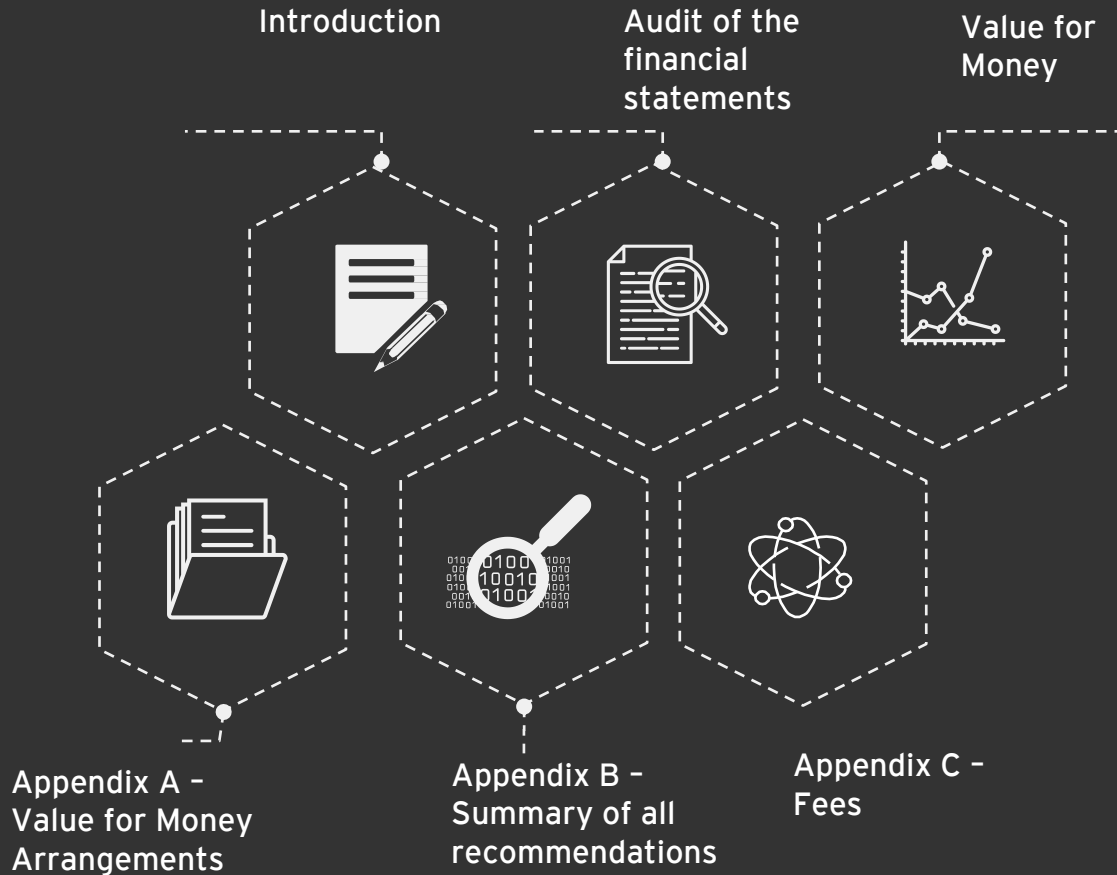 Introduction
Audit of the
financial
statements
Value for
Money
Appendix A –
Value for Money
Arrangements
Appendix B –
Summary of all
recommendations
Appendix C –
Fees